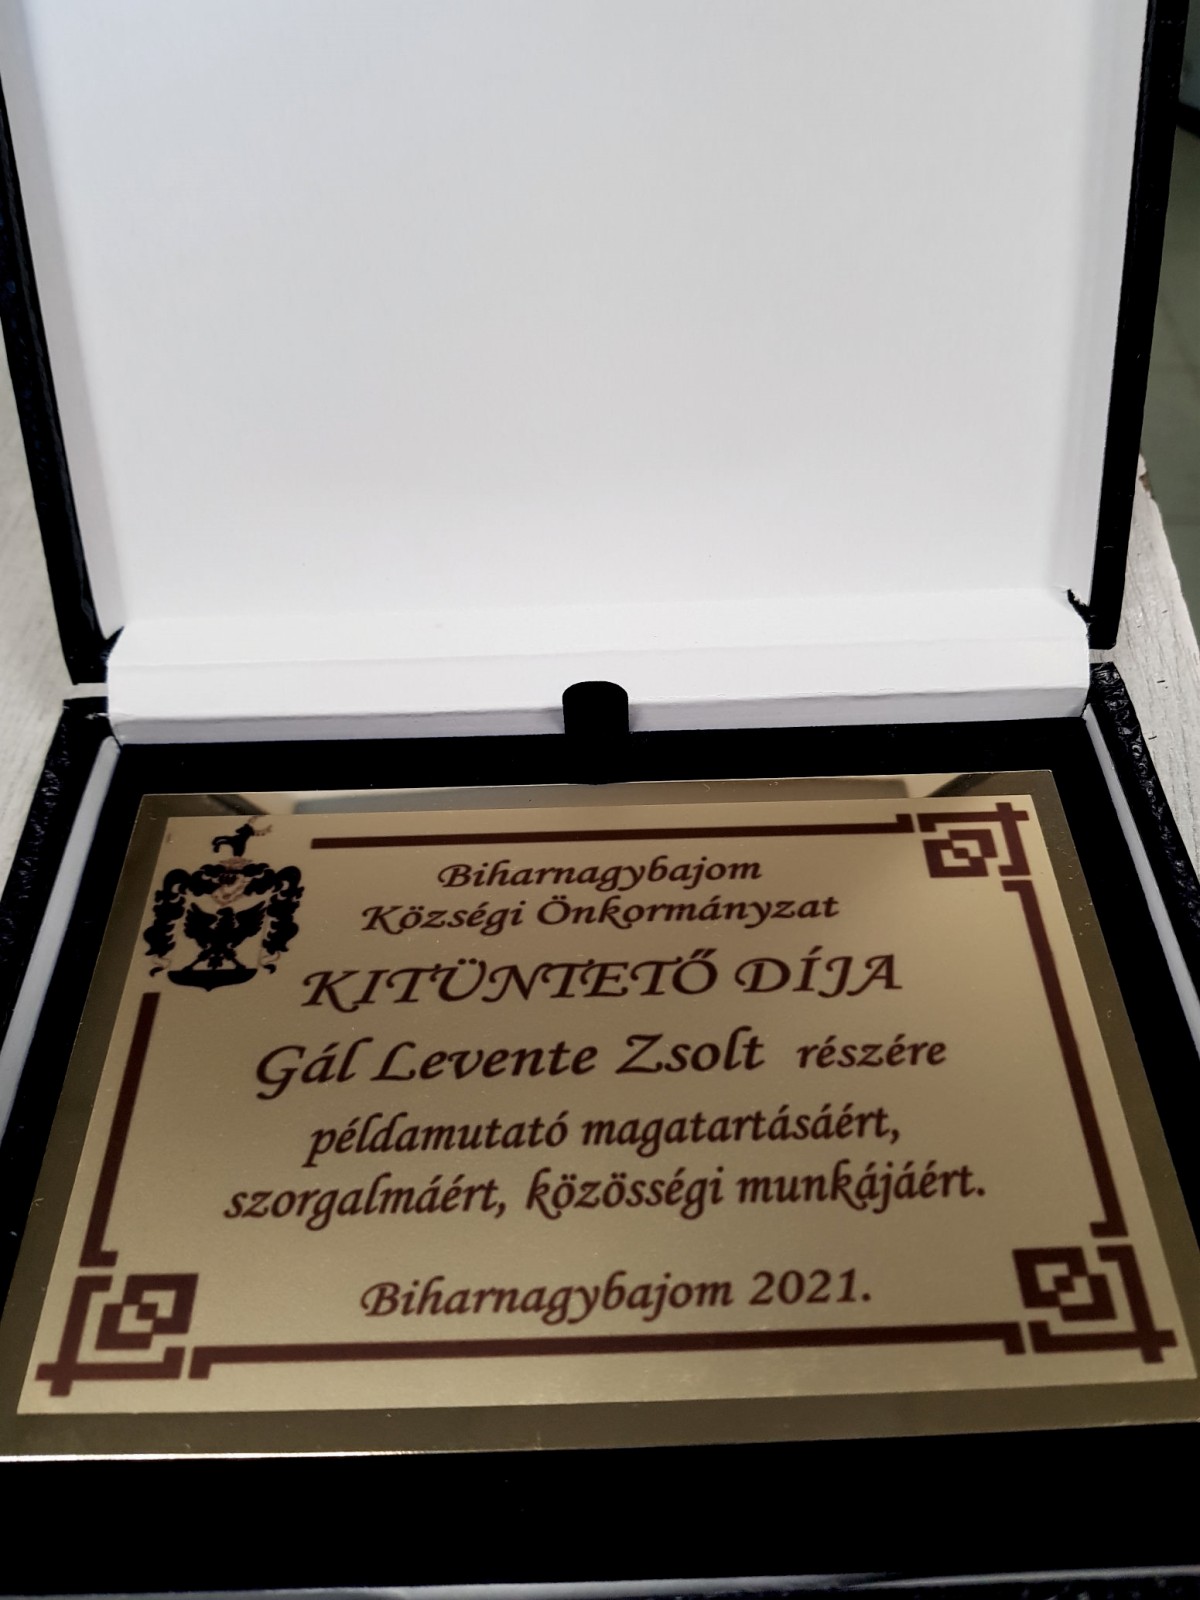 Biharnagybajom
Községi Önkormányzat
KITÜNTETŐ DÍJA
Gál Levente Zsolt részére
példamutató magatartásáért,
szorgalmáért, közösségi munkájáért.
Biharnagybajom 2021.